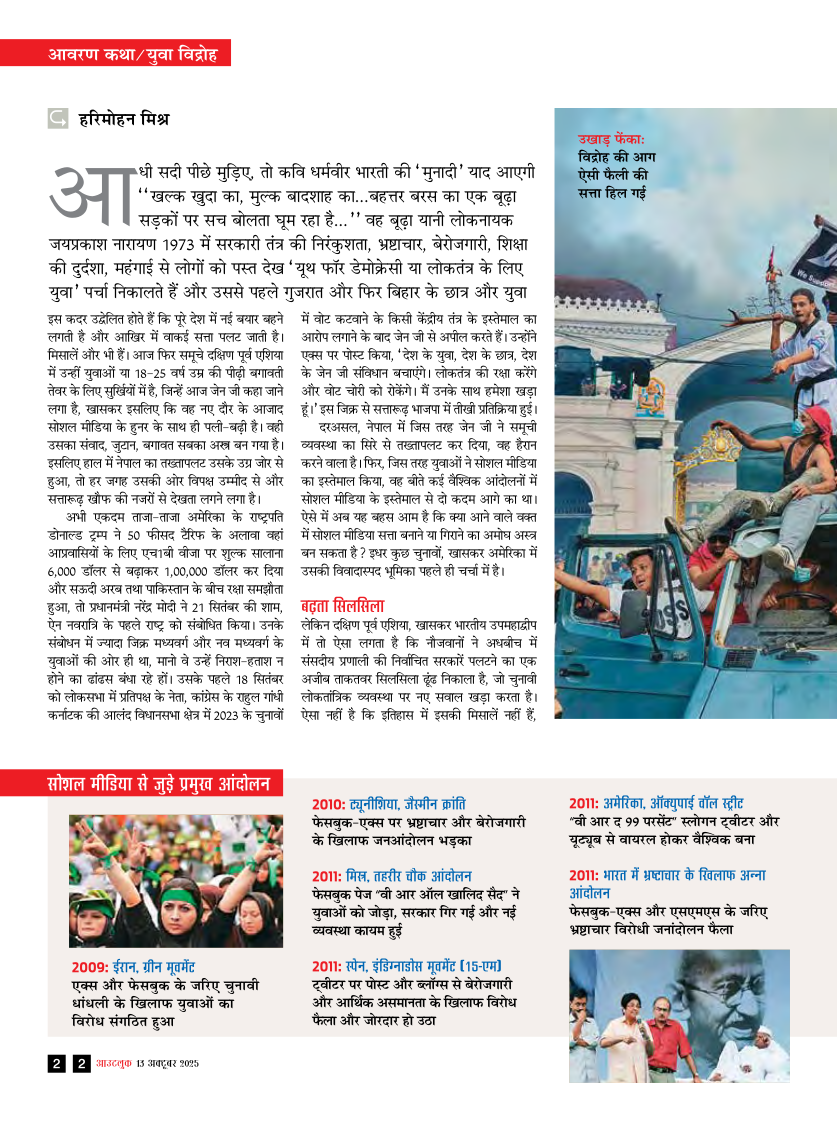 आवरण कथा/युवा विद्रोह
हरिमोहन मिश्र
आधी सदी पीछे मुड़िए, तो कवि धर्मवीर भारती की ‘मुनादी’ याद आएगी
‘‘खल्क खुदा का, मुल्क बादशाह का...बहत्तर बरस का एक बूढ़ा
सड़कों पर सच बोलता घूम रहा है...’’ वह बूढ़ा यानी लोकनायक
जयप्रकाश नारायण 1973 में सरकारी तंत्र की निरंकुशता, भ्रष्टाचार, बेरोजगारी, शिक्षा
की दुर्दशा, महंगाई से लोगों को पस्त देख ‘यूथ फॉर डेमोक्रेसी या लोकतंत्र के लिए
युवा’ पर्चा निकालते हैं और उससे पहले गुजरात और फिर बिहार के छात्र और युवा
इस कदर उद्वेलित होते हैं कि पूरे देश में नई बयार बहने
लगती है और आखिर में वाकई सत्ता पलट जाती है।
मिसालें और भी हैं। आज फिर समूचे दक्षिण पूर्व एशिया
में उन्हीं युवाओं या 18-25 वर्ष उम्र की पीढ़ी बगावती
तेवर के लिए सुर्खियों में है, जिन्हें आज जेन जी कहा जाने
लगा है, खासकर इसलिए कि वह नए दौर के आजाद
सोशल मीडिया के हुनर के साथ ही पली-बढ़ी है। वही
उसका संवाद, जुटान, बगावत सबका अस्त्र बन गया है।
इसलिए हाल में नेपाल का तख्तापलट उसके उग्र जोर से
हुआ, तो हर जगह उसकी ओर विपक्ष उम्मीद से और
सत्तारूढ़ खौफ की नजरों से देखता लगने लगा है।
अभी एकदम ताजा-ताजा अमेरिका के राष्ट्रपति
डोनाल्ड ट्रम्प ने 50 फीसद टैरिफ के अलावा वहां
आप्रवासियों के लिए एच1बी वीजा पर शुल्क सालाना
6,000 डॉलर से बढ़ाकर 1,00,000 डॉलर कर दिया
और सऊदी अरब तथा पाकिस्तान के बीच रक्षा समझौता
हुआ, तो प्रधानमंत्री नरेंद्र मोदी ने 21 सितंबर की शाम,
ऐन नवरात्रि के पहले राष्ट्र को संबोधित किया। उनके
संबोधन में ज्यादा जिक्र मध्यवर्ग और नव मध्यवर्ग के
युवाओं की ओर ही था, मानो वे उन्हें निराश-हताश न
होने का ढांढस बंधा रहे हों। उसके पहले 18 सितंबर
को लोकसभा में प्रतिपक्ष के नेता, कांग्रेस के राहुल गांधी
कर्नाटक की आलंद विधानसभा क्षेत्र में 2023 के चुनावों
में वोट कटवाने के किसी केंद्रीय तंत्र के इस्तेमाल का
आरोप लगाने के बाद जेन जी से अपील करते हैं। उन्होंने
एक्स पर पोस्ट किया, ‘देश के युवा, देश के छात्र, देश
के जेन जी संविधान बचाएंगे। लोकतंत्र की रक्षा करेंगे
और वोट चोरी को रोकेंगे। मैं उनके साथ हमेशा खड़ा
हूं।’ इस जिक्र से सत्तारूढ़ भाजपा में तीखी प्रतिक्रिया हुई।
दरअसल, नेपाल में जिस तरह जेन जी ने समूची
व्यवस्था का सिरे से तख्तापलट कर दिया, वह हैरान
करने वाला है। फिर, जिस तरह युवाओं ने सोशल मीडिया
का इस्तेमाल किया, वह बीते कई वैश्विक आंदोलनों में
सोशल मीडिया के इस्तेमाल से दो कदम आगे का था।
ऐसे में अब यह बहस आम है कि क्या आने वाले वक्त
में सोशल मीडिया सत्ता बनाने या गिराने का अमोघ अस्त्र
बन सकता है? इधर कुछ चुनावों, खासकर अमेरिका में
उसकी विवादास्पद भूमिका पहले ही चर्चा में है।
बढ़ता सिलसिला
लेकिन दक्षिण पूर्व एशिया, खासकर भारतीय उपमहाद्वीप
में तो ऐसा लगता है कि नौजवानों ने अधबीच में
संसदीय प्रणाली की निर्वाचित सरकारें पलटने का एक
अजीब ताकतवर सिलसिला ढूंढ निकाला है, जो चुनावी
लोकतांत्रिक व्यवस्था पर नए सवाल खड़ा करता है।
ऐसा नहीं है कि इतिहास में इसकी मिसालें नहीं हैं,
उखाड़ फेंका:
विद्रोह की आग
ऐसी फैली की
सत्ता हिल गई
सोशल मीडिया से जुड़े प्रमुख आंदोलन
2009: ईरान, ग्रीन मूवमेंट
एक्स और फेसबुक के जरिए चुनावी
धांधली के खिलाफ युवाओं का
विरोध संगठित हुआ
2010: ट्यूनीशिया, जैस्मीन क्रांति
फेसबुक-एक्स पर भ्रष्टाचार और बेरोजगारी
के खिलाफ जनआंदोलन भड़का
2011: मिस्र, तहरीर चौक आंदोलन
फेसबुक पेज “वी आर ऑल खालिद सैद” ने
युवाओं को जोड़ा, सरकार गिर गई और नई
व्यवस्था कायम हुई
2011: स्पेन, इंडिग्नाडोस मूवमेंट (15-एम)
ट्वीटर पर पोस्ट और ब्लॉग्स से बेरोजगारी
और आर्थिक असमानता के खिलाफ विरोध
फैला और जोरदार हो उठा
2011: अमेरिका, ऑक्युपाई वॉल स्ट्रीट
“वी आर द 99 परसेंट” स्लोगन ट्वीटर और
यूट्यूब से वायरल होकर वैश्विक बना
2011: भारत में भ्रष्टाचार के खिलाफ अन्ना
आंदोलन
फेसबुक-एक्स और एसएमएस के जरिए
भ्रष्टाचार विरोधी जनांदोलन फैला
2 2 आउटलुक 13 अक्टूबर 2025